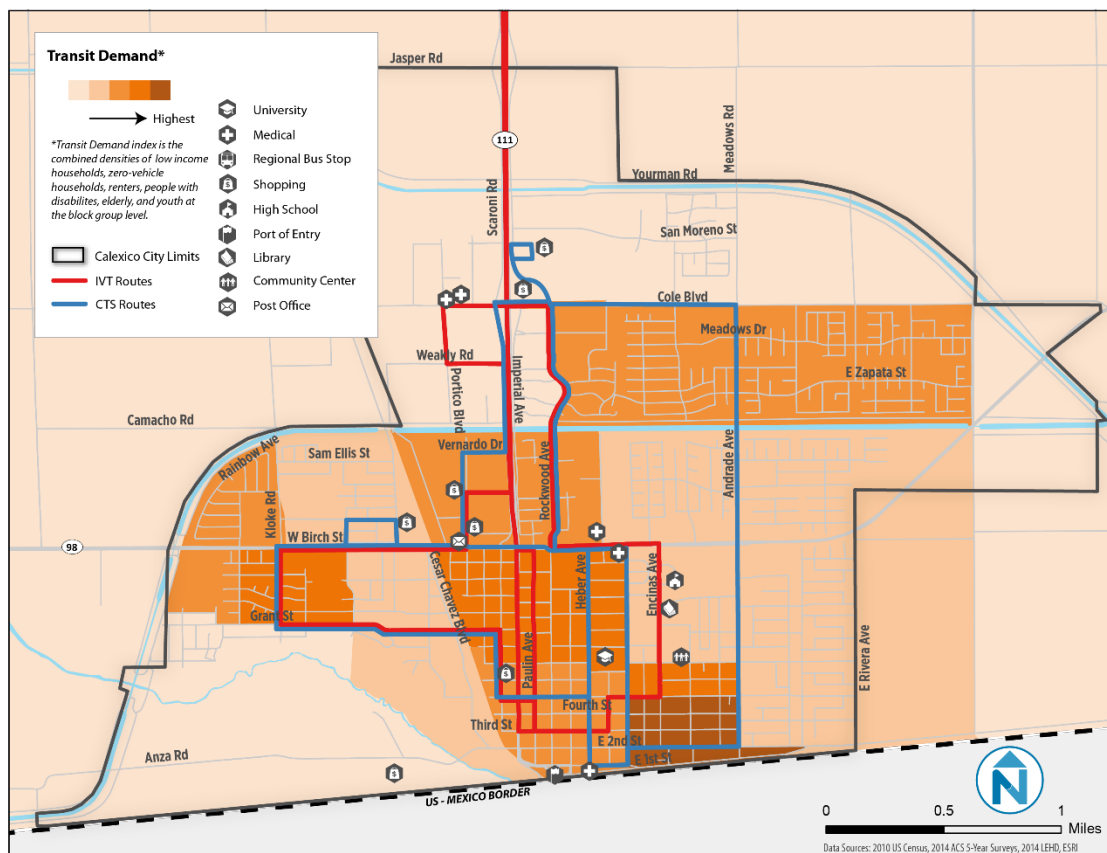 Transit Demand*
Highest
*Transit Demand index is the
combined densities of low income
households, zero-vehicle
households, renters, people with
disabilites, elderly, and youth at
the block group level.
Calexico City Limits
IVT Routes
CTS Routes
University
Medical
Regional Bus Stop
Shopping
High School
Port of Entry
Library
Community Center
Post Office
Jasper Rd
111
Scaroni Rd
Meadows Rd
Yourman Rd
San Moreno St
Cole Blvd
Meadows Dr
Weakly Rd
E Zapata St
Portico Blvd
Imperial Ave
Camacho Rd
Vernardo Dr
Rainbow Ave
Sam Ellis St
Rockwood Ave
Andrade Ave
Kloke Rd
W Birch St
98
Cesar Chavez Blvd
Heber Ave
Encinas Ave
Grant St
Paulin Ave
E Rivera Ave
Fourth St
Third St
E 2nd St
E 1st St
Anza Rd
US - MEXICO BORDER
N
0 0.5 1
Miles
Data Sources: 2010 US Census, 2014 ACS 5-Year Surveys, 2014 LEHD, ESRI